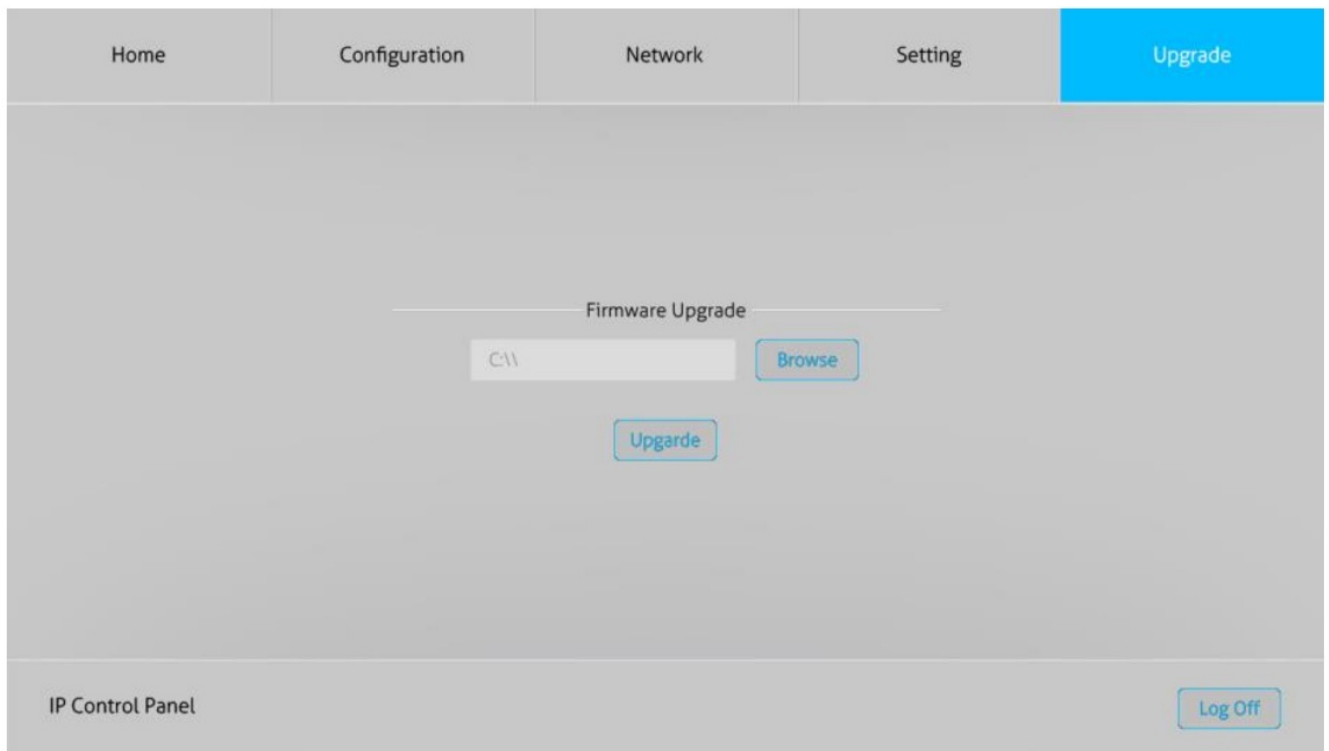 Home Configuration Network Setting Upgrade
Firmware Upgrade
C:\\ Browse
Upgarde
IP Control Panel Log Off